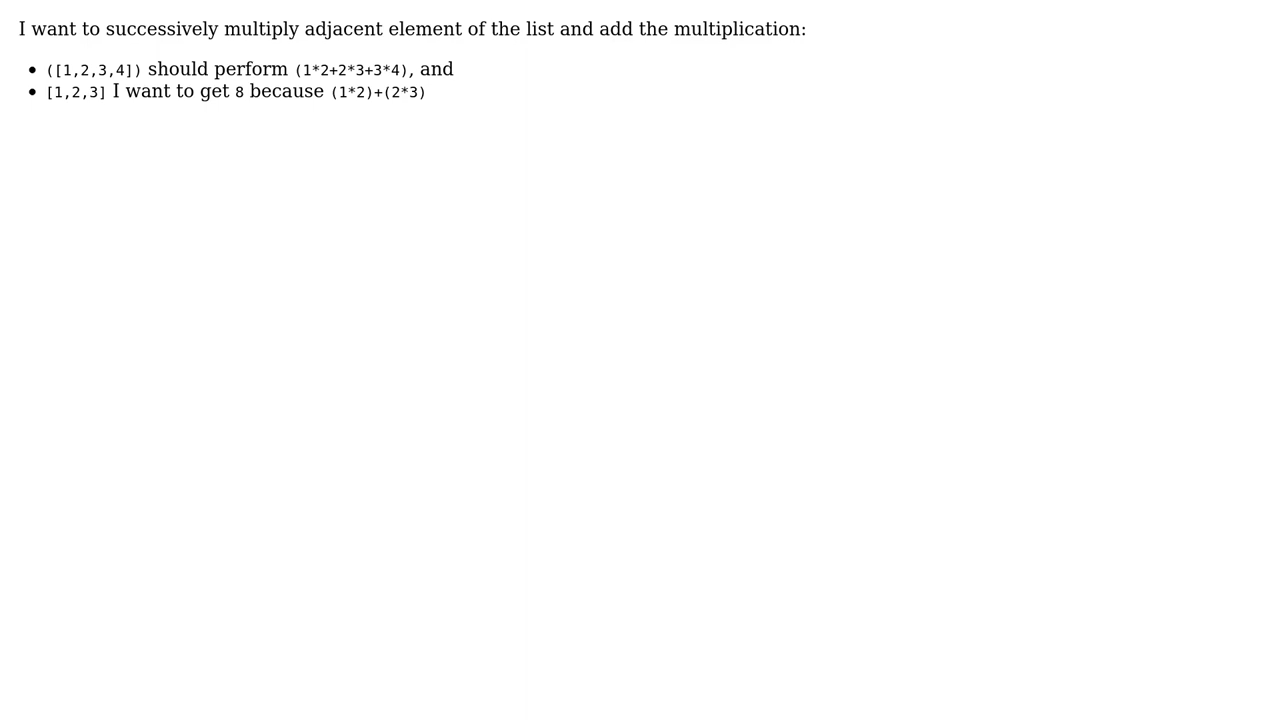 I want to successively multiply adjacent element of the list and add the multiplication:
• ([1,2,3,4]) should perform (1*2+2*3+3*4), and
• [1,2,3] I want to get 8 because (1*2)+(2*3)